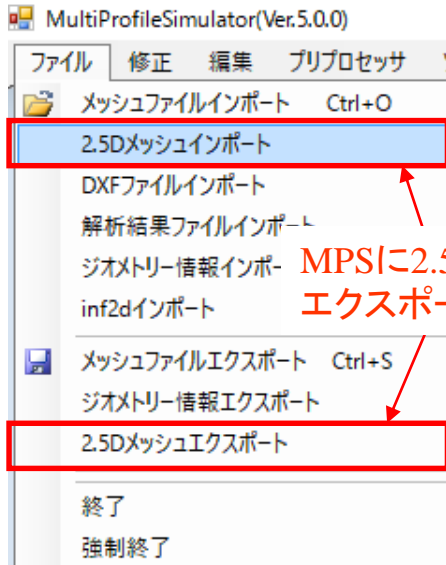 MultiProfileSimulator(Ver.5.0.0)
ファイル 修正 編集 プリプロセッサ
メッシュファイルインポート Ctrl+O
2.5Dメッシュインポート
DXFファイルインポート
解析結果ファイルインポート
ジオメトリー情報インポー
MPSに2.5
エクスポー
inf2dインポート
メッシュファイルエクスポート Ctrl+S
ジオメトリー情報エクスポート
2.5Dメッシュエクスポート
終了
強制終了